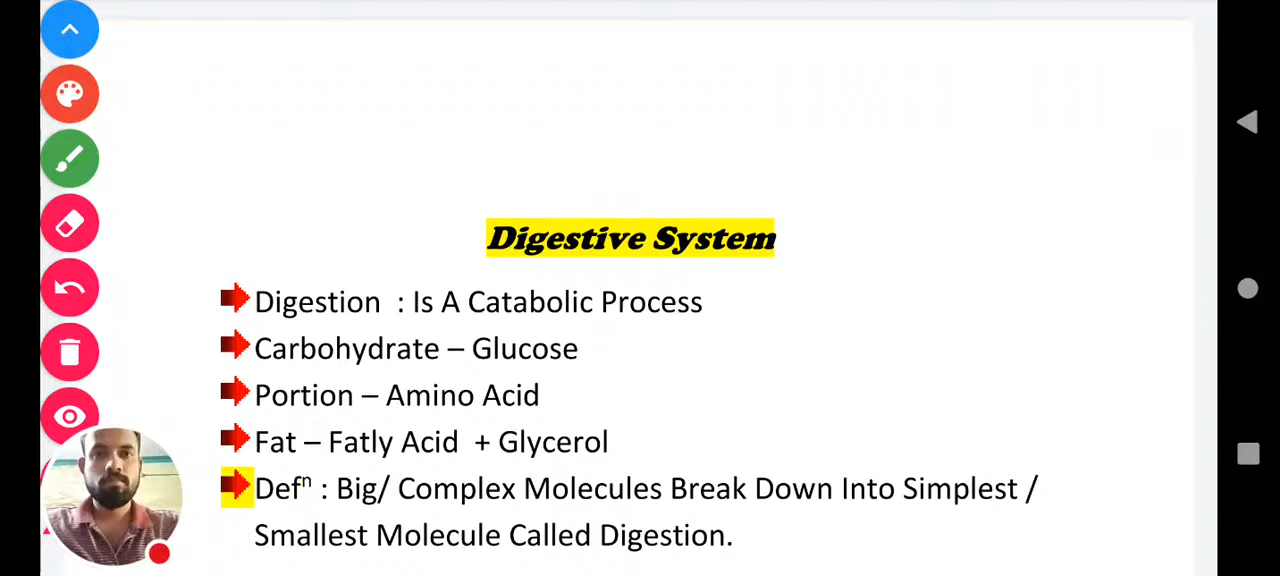 Digestive System
Digestion : Is A Catabolic Process
Carbohydrate – Glucose
Portion – Amino Acid
Fat – Fatly Acid + Glycerol
Defⁿ : Big/ Complex Molecules Break Down Into Simplest /
Smallest Molecule Called Digestion.